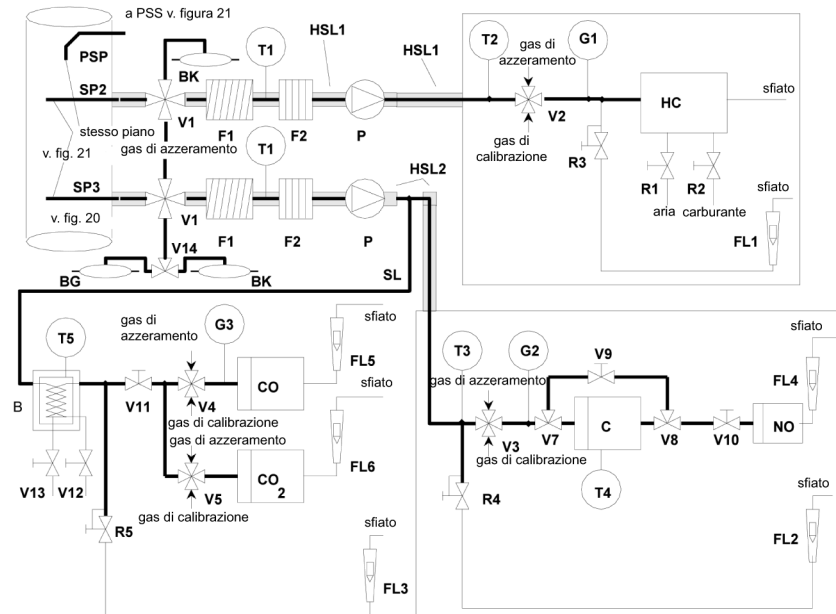 a PSS v. figura 21
PSP
SP2
BK
T1
HSL1
HSL1
T2
gas di
azzeramento
G1
V1
F1
F2
P
V2
HC
sfiato
stesso piano
gas di azzeramento
v. fig. 21
gas di
calibrazione
R3
R1
R2
aria
carburante
sfiato
T1
HSL2
SP3
V1
v. fig. 20
F1
F2
P
FL1
V14
BG
BK
SL
gas di
azzeramento
G3
sfiato
T5
FL5
B
V11
V4
CO
sfiato
gas di calibrazione
gas di azzeramento
FL6
V13
V12
V5
CO2
gas di calibrazione
R5
sfiato
FL3
T3
G2
V9
sfiato
gas di azzeramento
FL4
V3
V7
C
V8
V10
NO
gas di calibrazione
sfiato
R4
T4
FL2